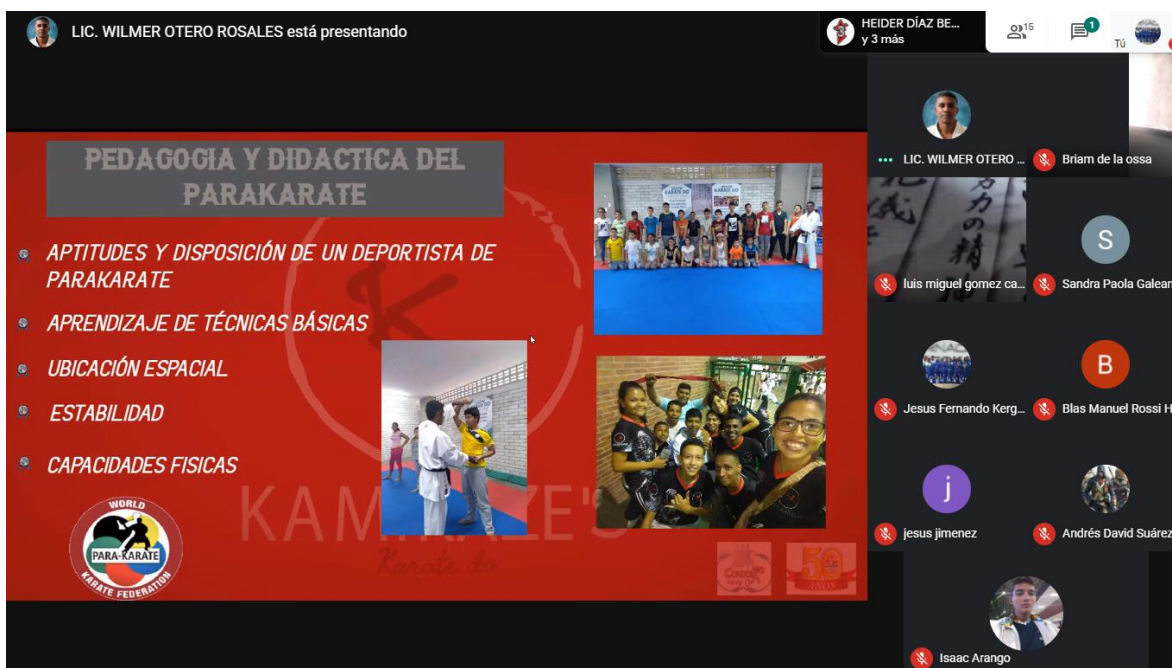 LIC. WILMER OTERO ROSALES está presentando
HEIDER DÍAZ BE...
y 3 más
15
1
Tú
PEDAGOGIA Y DIDACTICA DEL
PARAKARATE
APTITUDES Y DISPOSICIÓN DE UN DEPORTISTA DE
PARAKARATE
APRENDIZAJE DE TÉCNICAS BÁSICAS
UBICACIÓN ESPACIAL
ESTABILIDAD
CAPACIDADES FISICAS
WORLD
PARA-KARATE
KARATE FEDERATION
K
KAMIKAZE'S
Karate do
50
AÑOS
KARATE DO
LIC. WILMER OTERO ...
Briam de la ossa
luis miguel gomez ca...
S
Sandra Paola Galear
Jesus Fernando Kerg...
B
Blas Manuel Rossi H
j
jesus jimenez
Andrés David Suárez
Isaac Arango